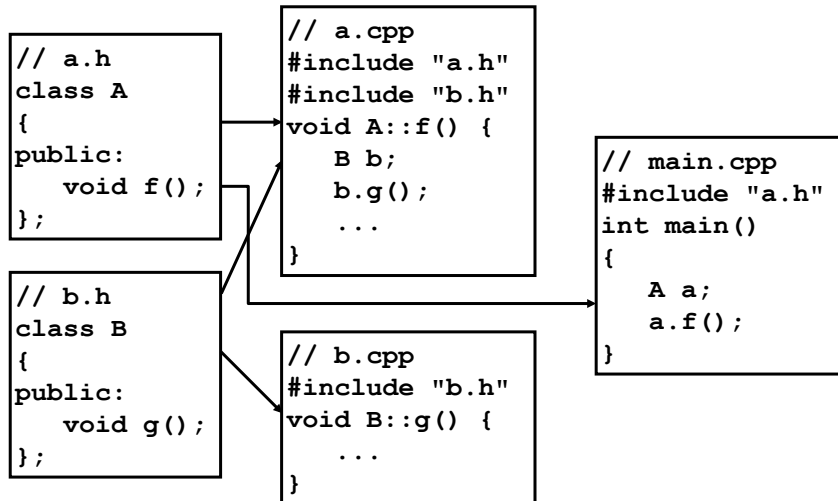 // a.h
class A
{
public:
   void f();
};
// b.h
class B
{
public:
   void g();
};
// a.cpp
#include "a.h"
#include "b.h"
void A::f() {
   B b;
   b.g();
   ...
}
// b.cpp
#include "b.h"
void B::g() {
   ...
}
// main.cpp
#include "a.h"
int main()
{
   A a;
   a.f();
}